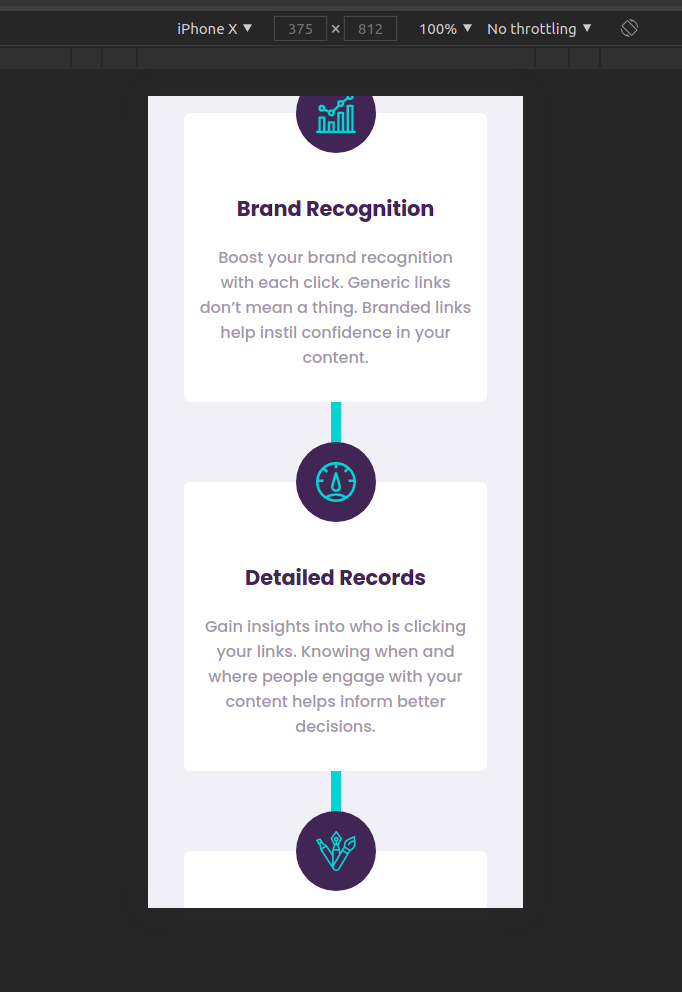 iPhone X ▼ 375 × 812 100% ▼ No throttling ▼
Brand Recognition
Boost your brand recognition
with each click. Generic links
don’t mean a thing. Branded links
help instil confidence in your
content.
Detailed Records
Gain insights into who is clicking
your links. Knowing when and
where people engage with your
content helps inform better
decisions.